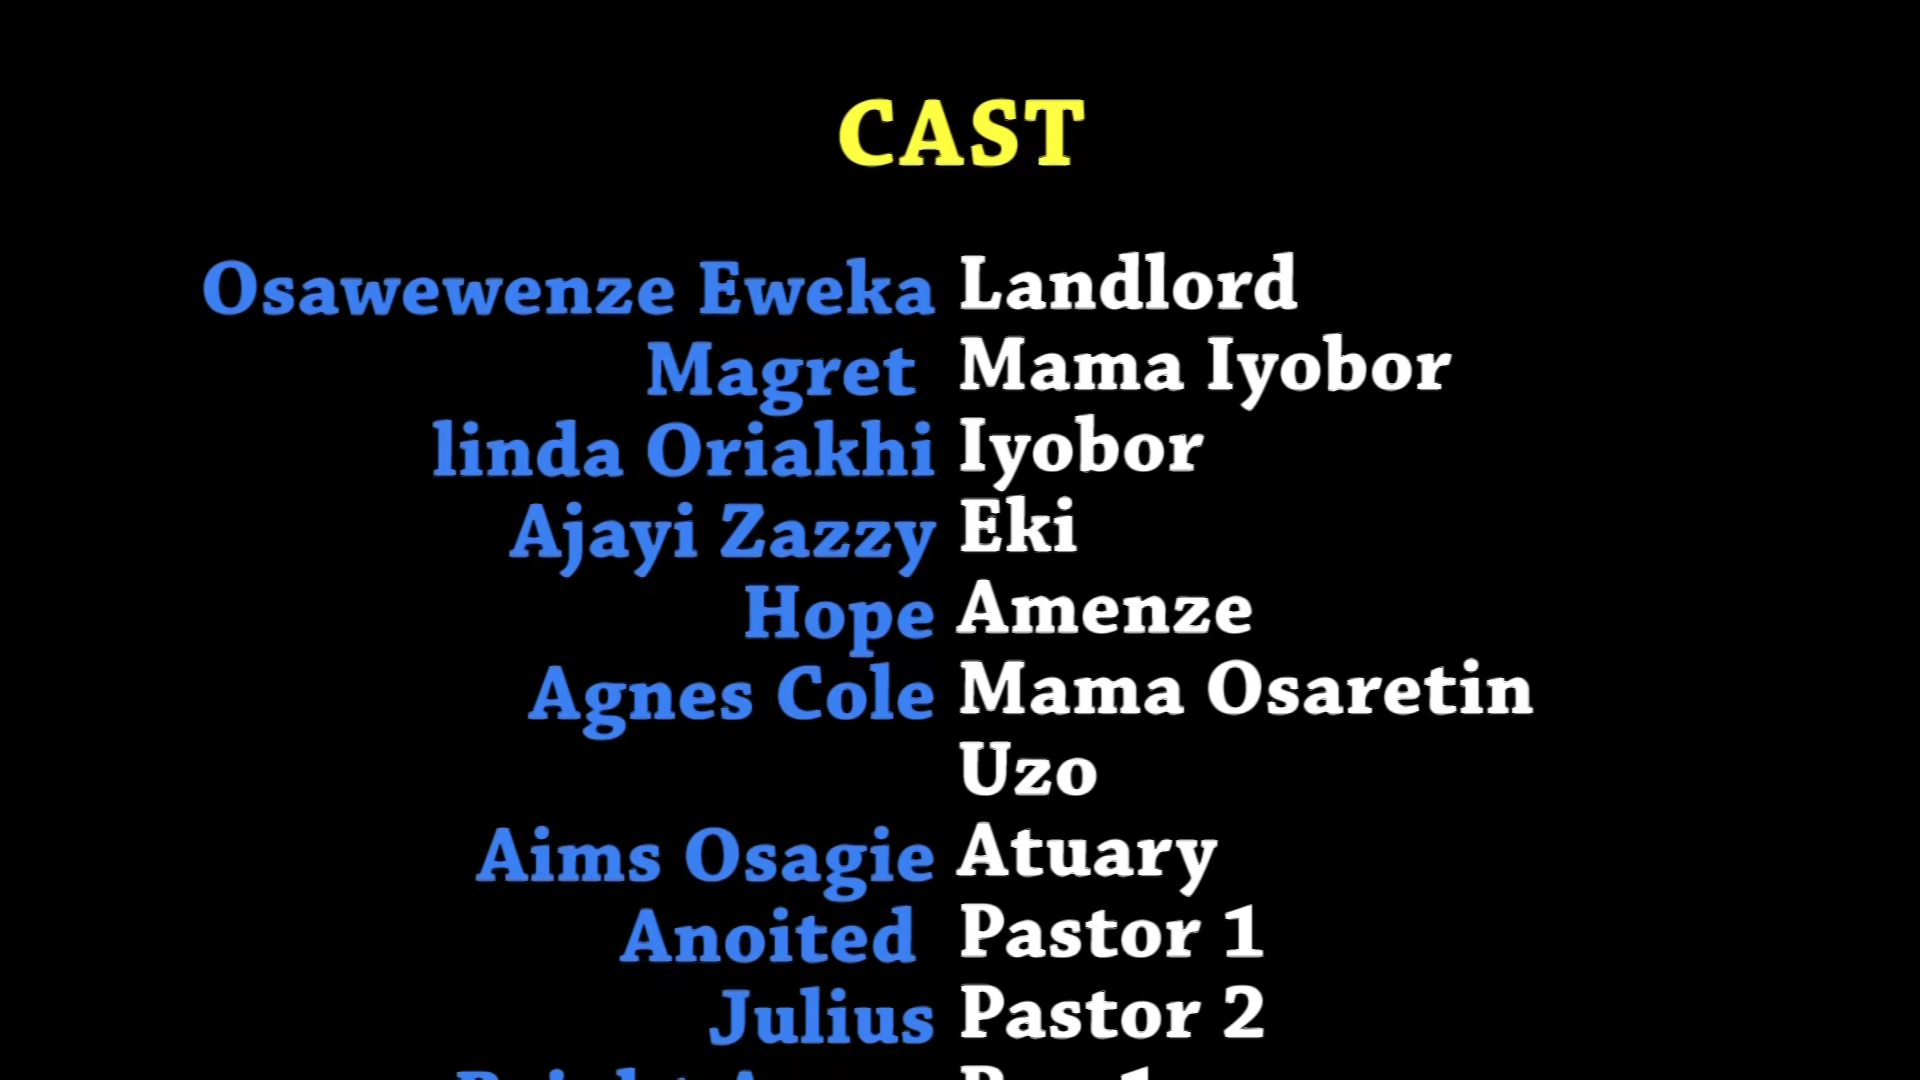 CAST
Osawewenze Eweka Landlord
Magret Mama Iyobor
linda Oriakhi Iyobor
Ajayi Zazzy Eki
Hope Amenze
Agnes Cole Mama Osaretin
Uzo
Aims Osagie Atuary
Anoited Pastor 1
Julius Pastor 2